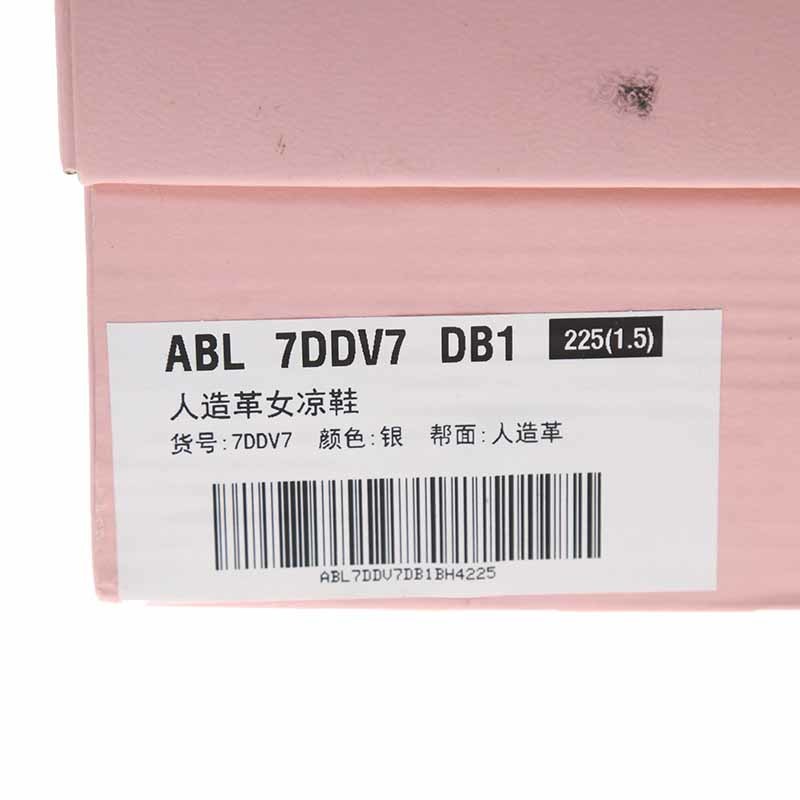 ABL 7DDV7 DB1 225(1.5)
人造革女凉鞋
货号:7DDV7 颜色:银 帮面:人造革
ABL7DDV7DB1BH4225